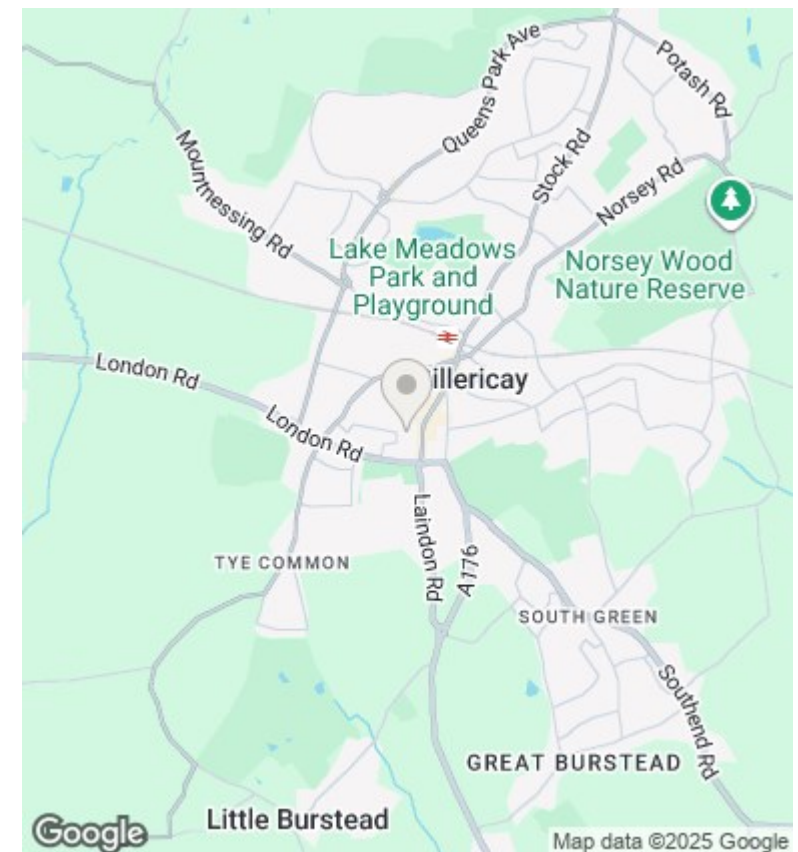 Queens Park Ave
Potash Rd
Stock Rd
Mountnessing Rd
Norsey Rd
Lake Meadows
Park and
Playground
Norsey Wood
Nature Reserve
London Rd
illericay
London Rd
Laindon Rd
A176
TYE COMMON
SOUTH GREEN
Southend Rd
GREAT BURSTEAD
Little Burstead
Google
Map data ©2025 Google